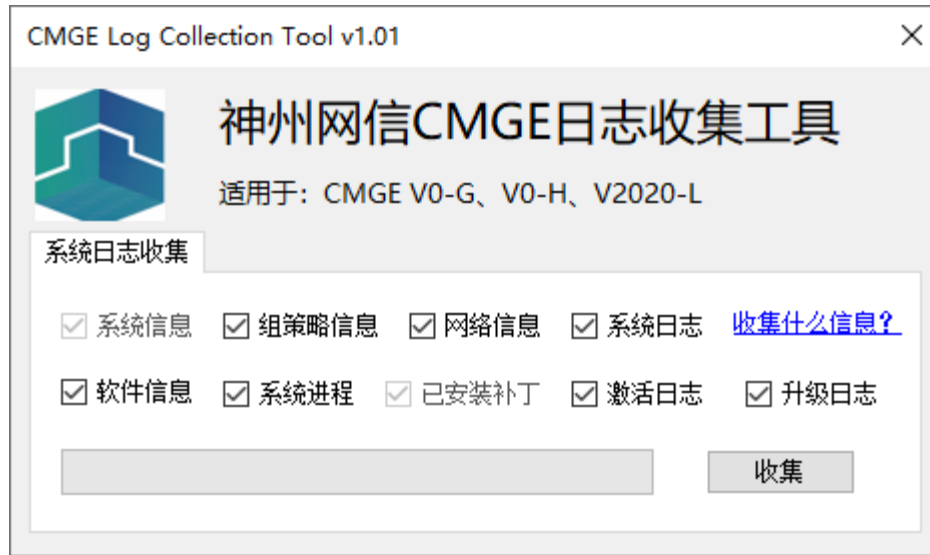 CMGE Log Collection Tool v1.01
神州网信CMGE日志收集工具
适用于：CMGE V0-G、V0-H、V2020-L
系统日志收集
系统信息 组策略信息 网络信息 系统日志 收集什么信息？
软件信息 系统进程 已安装补丁 激活日志 升级日志
收集